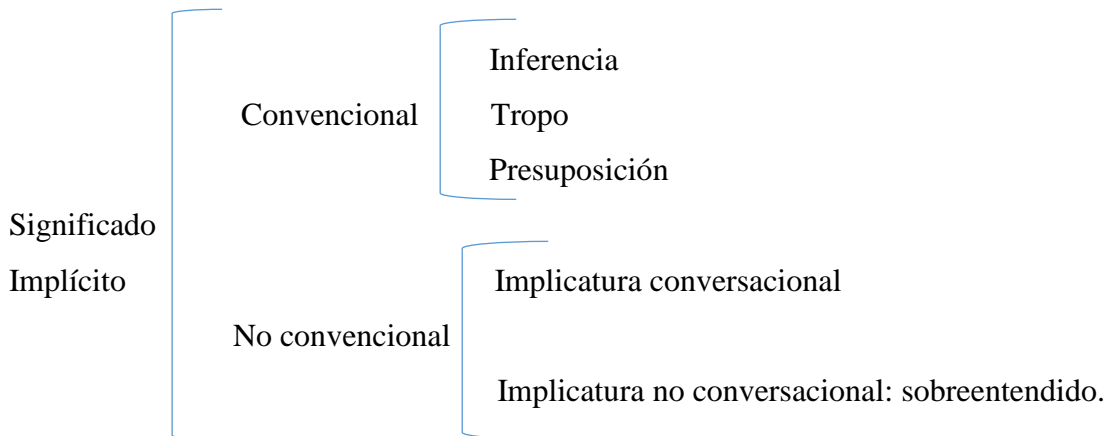 Inferencia
Convencional Tropo
Presuposición
Significado
Implícito Implicatura conversacional
No convencional
Implicatura no conversacional: sobreentendido.